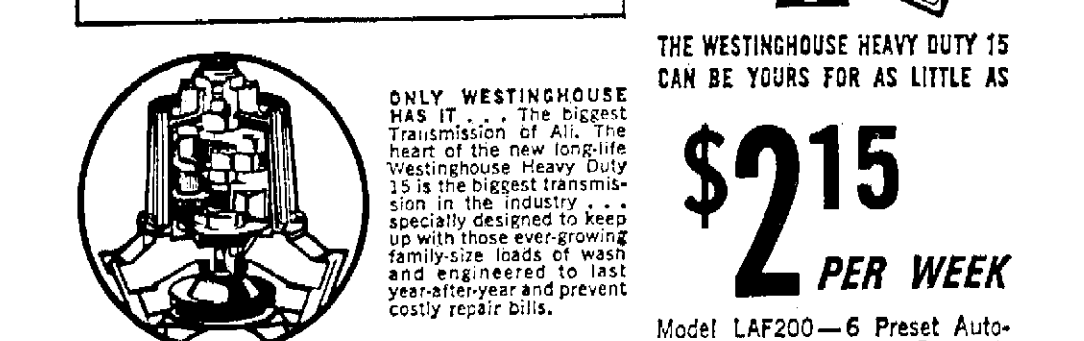 ONLY WESTINGHOUSE
HAS IT . . . The biggest
Transmission of All. The
heart of the new long-life
Westinghouse Heavy Duty
15 is the biggest transmis-
sion in the industry . . .
specially designed to keep
up with those ever-growing
family-size loads of wash
and engineered to last
year-after-year and prevent
costly repair bills.
THE WESTINGHOUSE HEAVY DUTY 15
CAN BE YOURS FOR AS LITTLE AS
$2 15
PER WEEK
Model LAF200—6 Preset Auto-